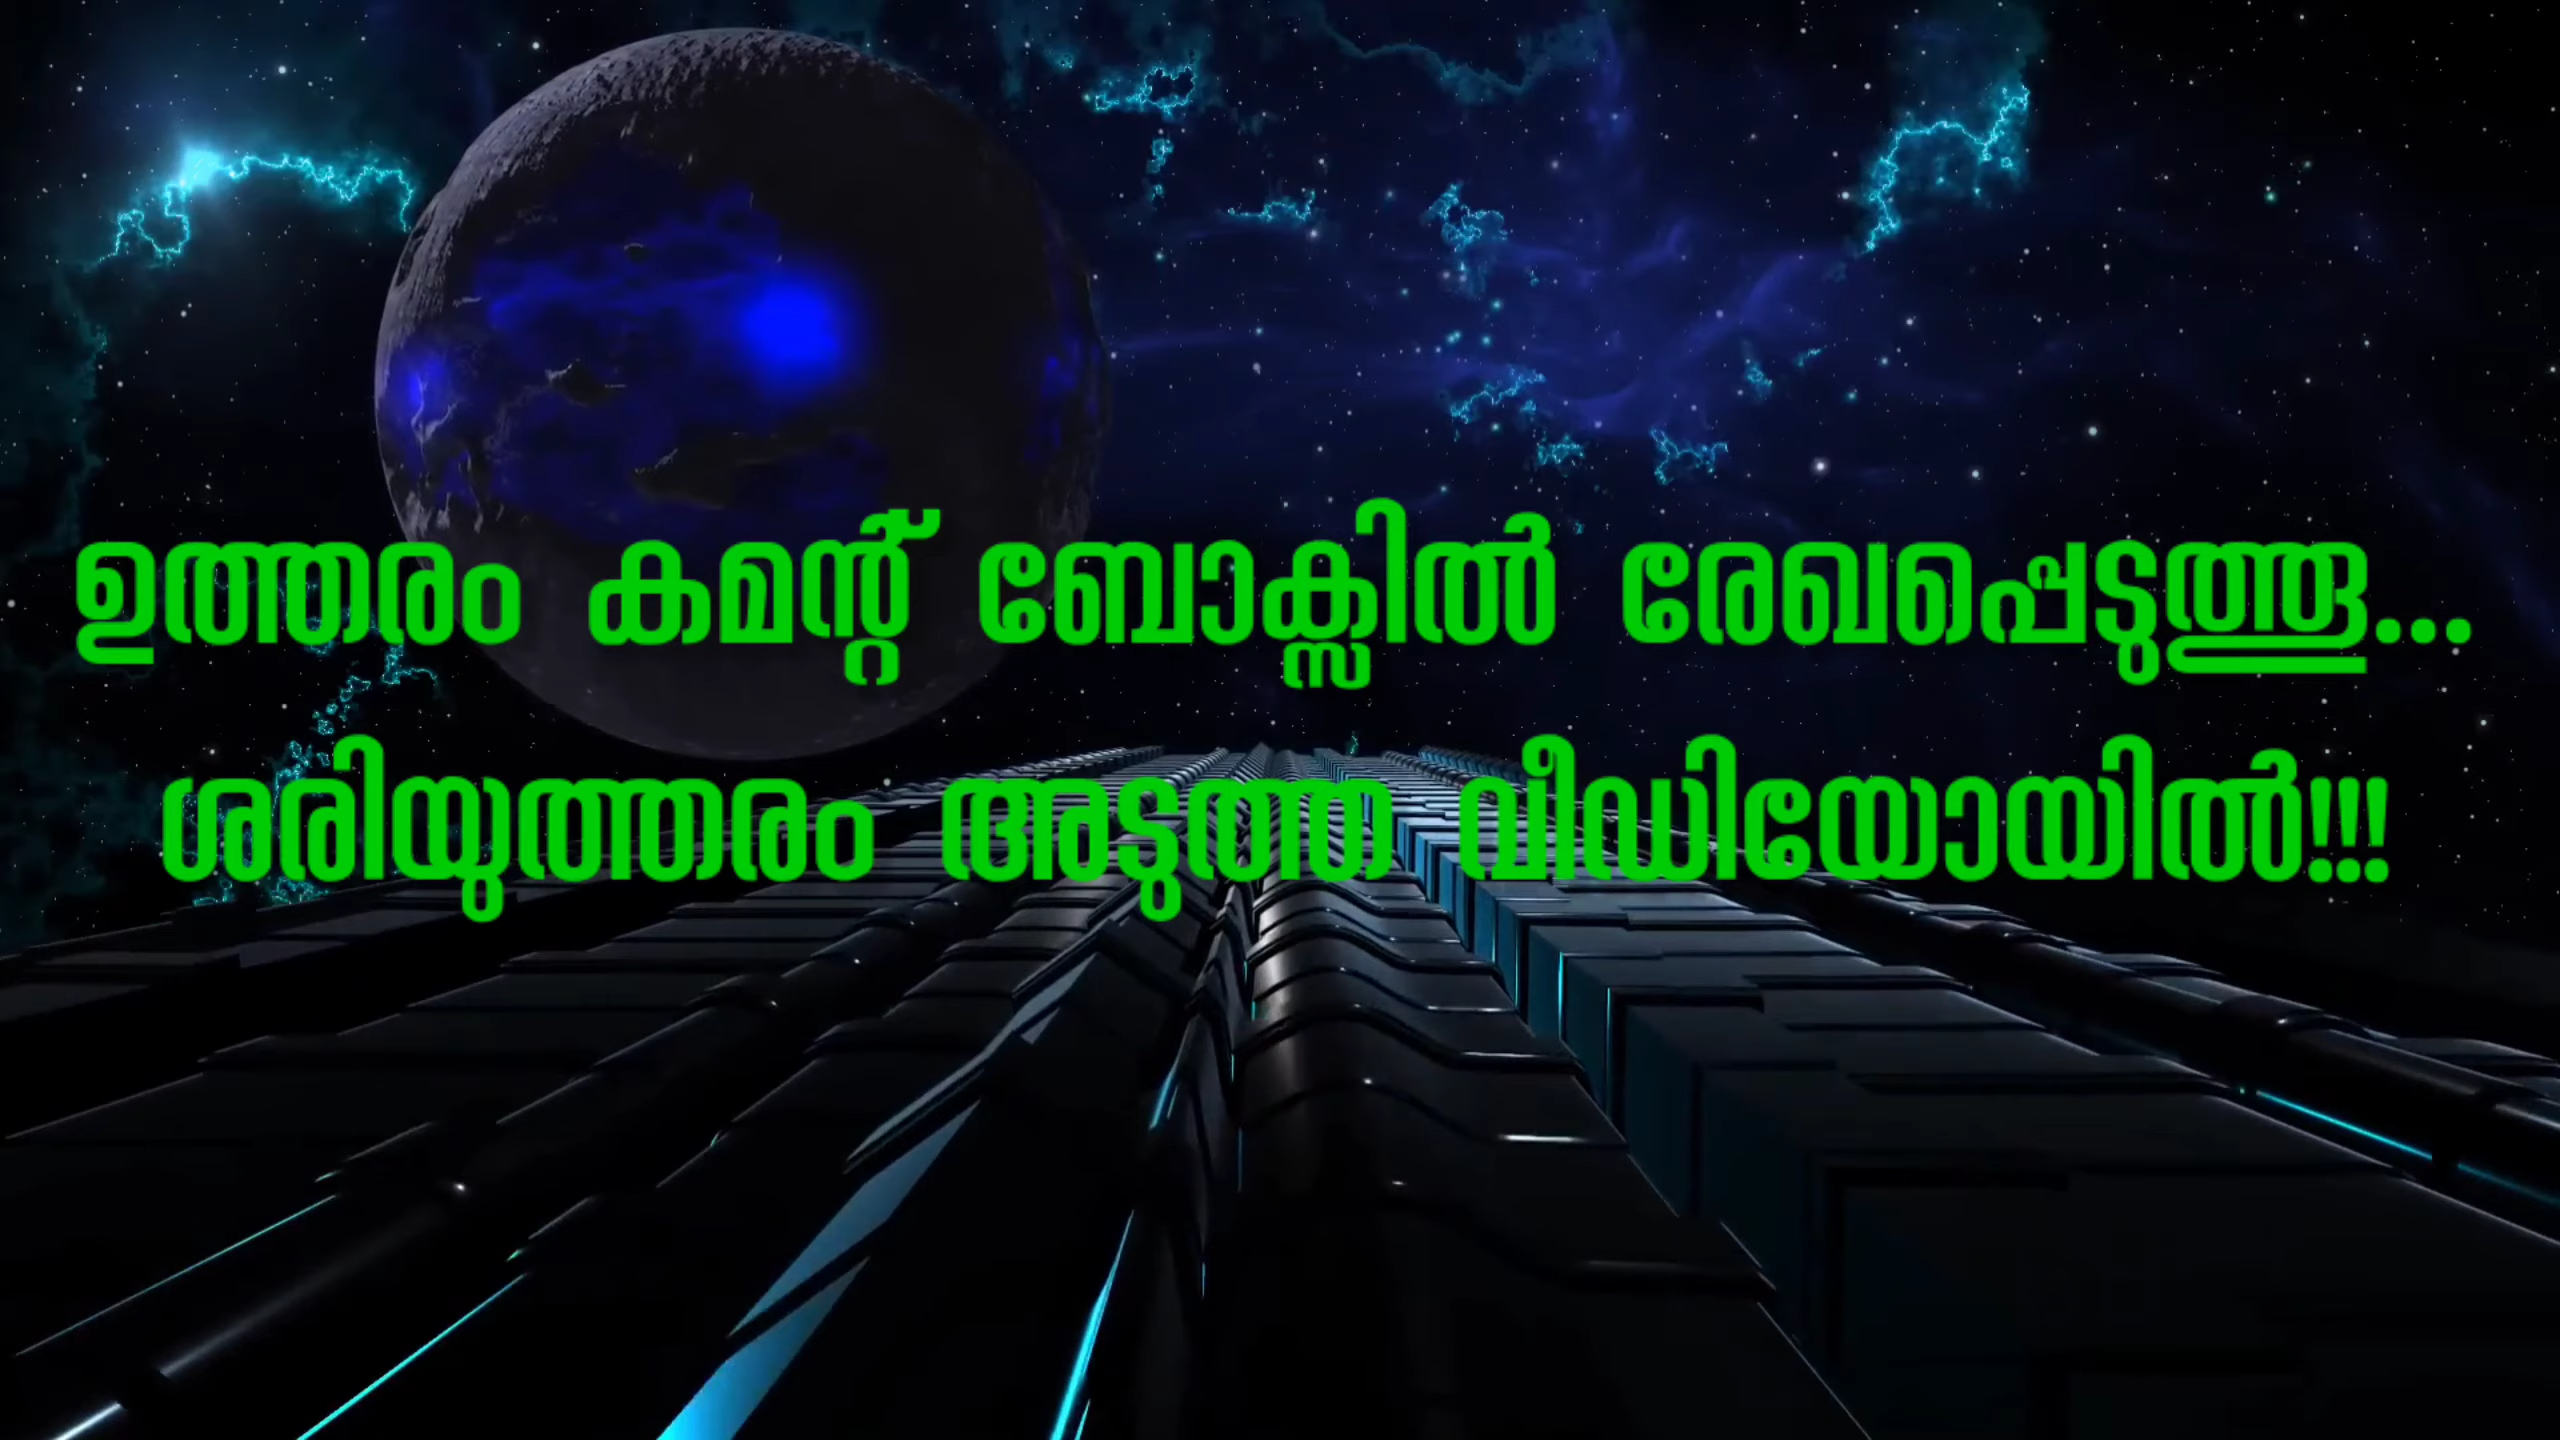 ഉത്തരം കമന്റ് ബോക്സിൽ രേഖപ്പെടുത്തൂ...
ശരിയുത്തരം അടുത്ത വീഡിയോയിൽ!!!